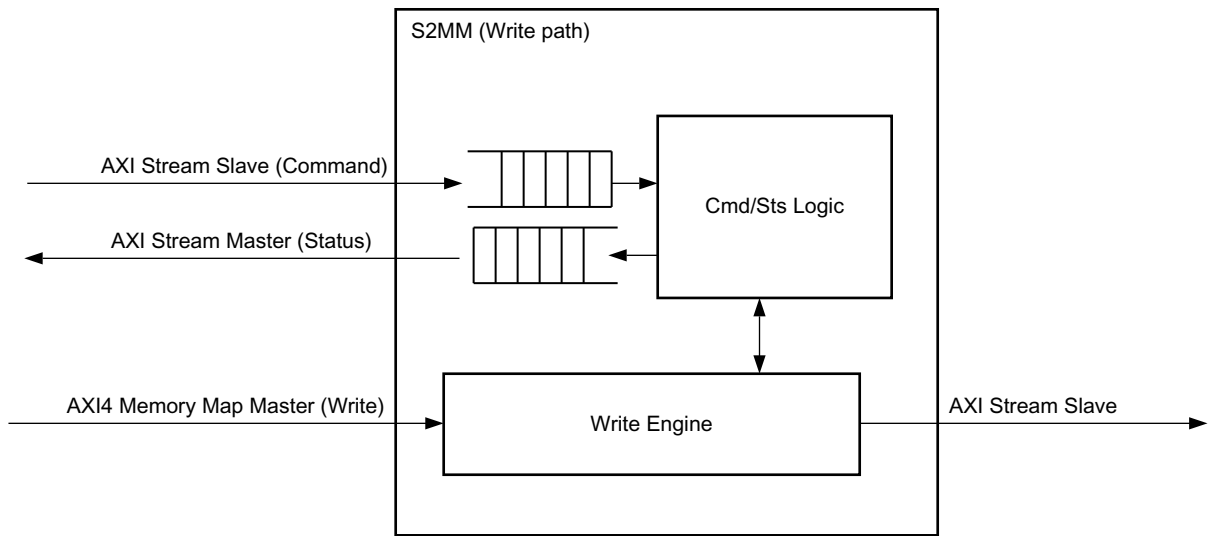 S2MM (Write path)
AXI Stream Slave (Command)
Cmd/Sts Logic
AXI Stream Master (Status)
AXI4 Memory Map Master (Write)
Write Engine
AXI Stream Slave